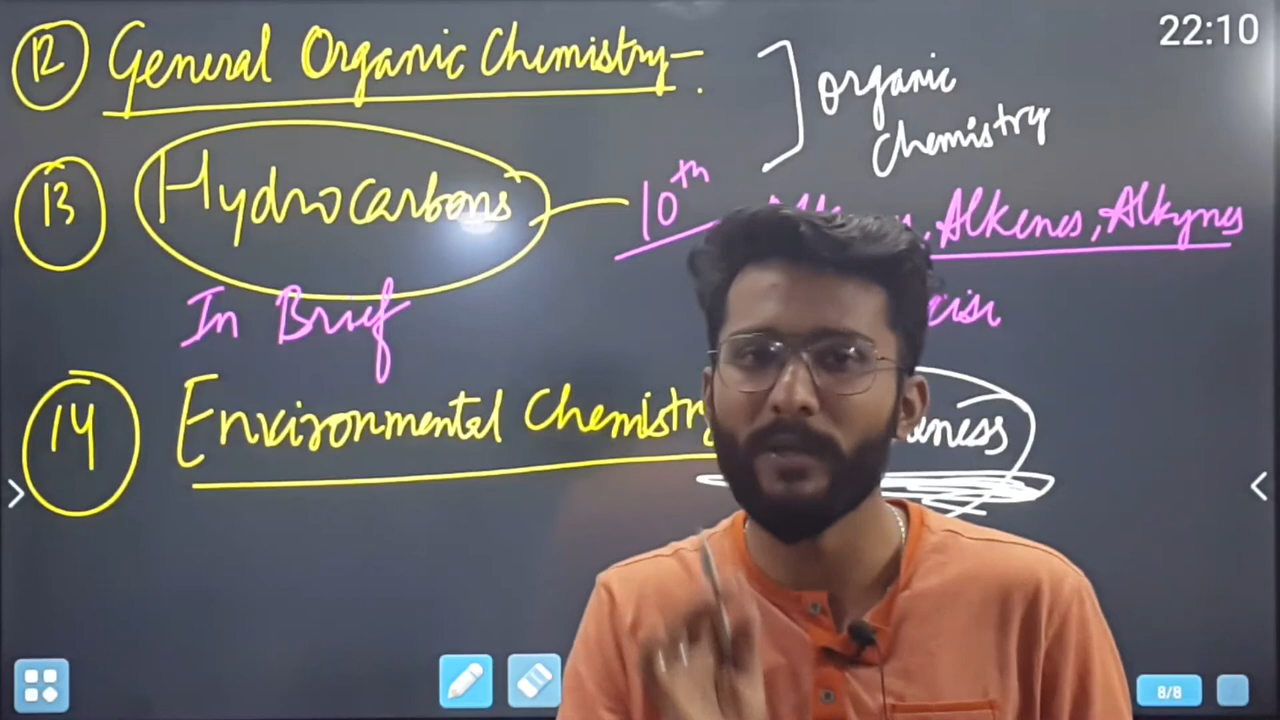 22:10
12 General Organic Chemistry-
organic chemistry
13 Hydrocarbons
10th Alkenes, Alkynes
In Brief
14 Environmental Chemistry
8/8